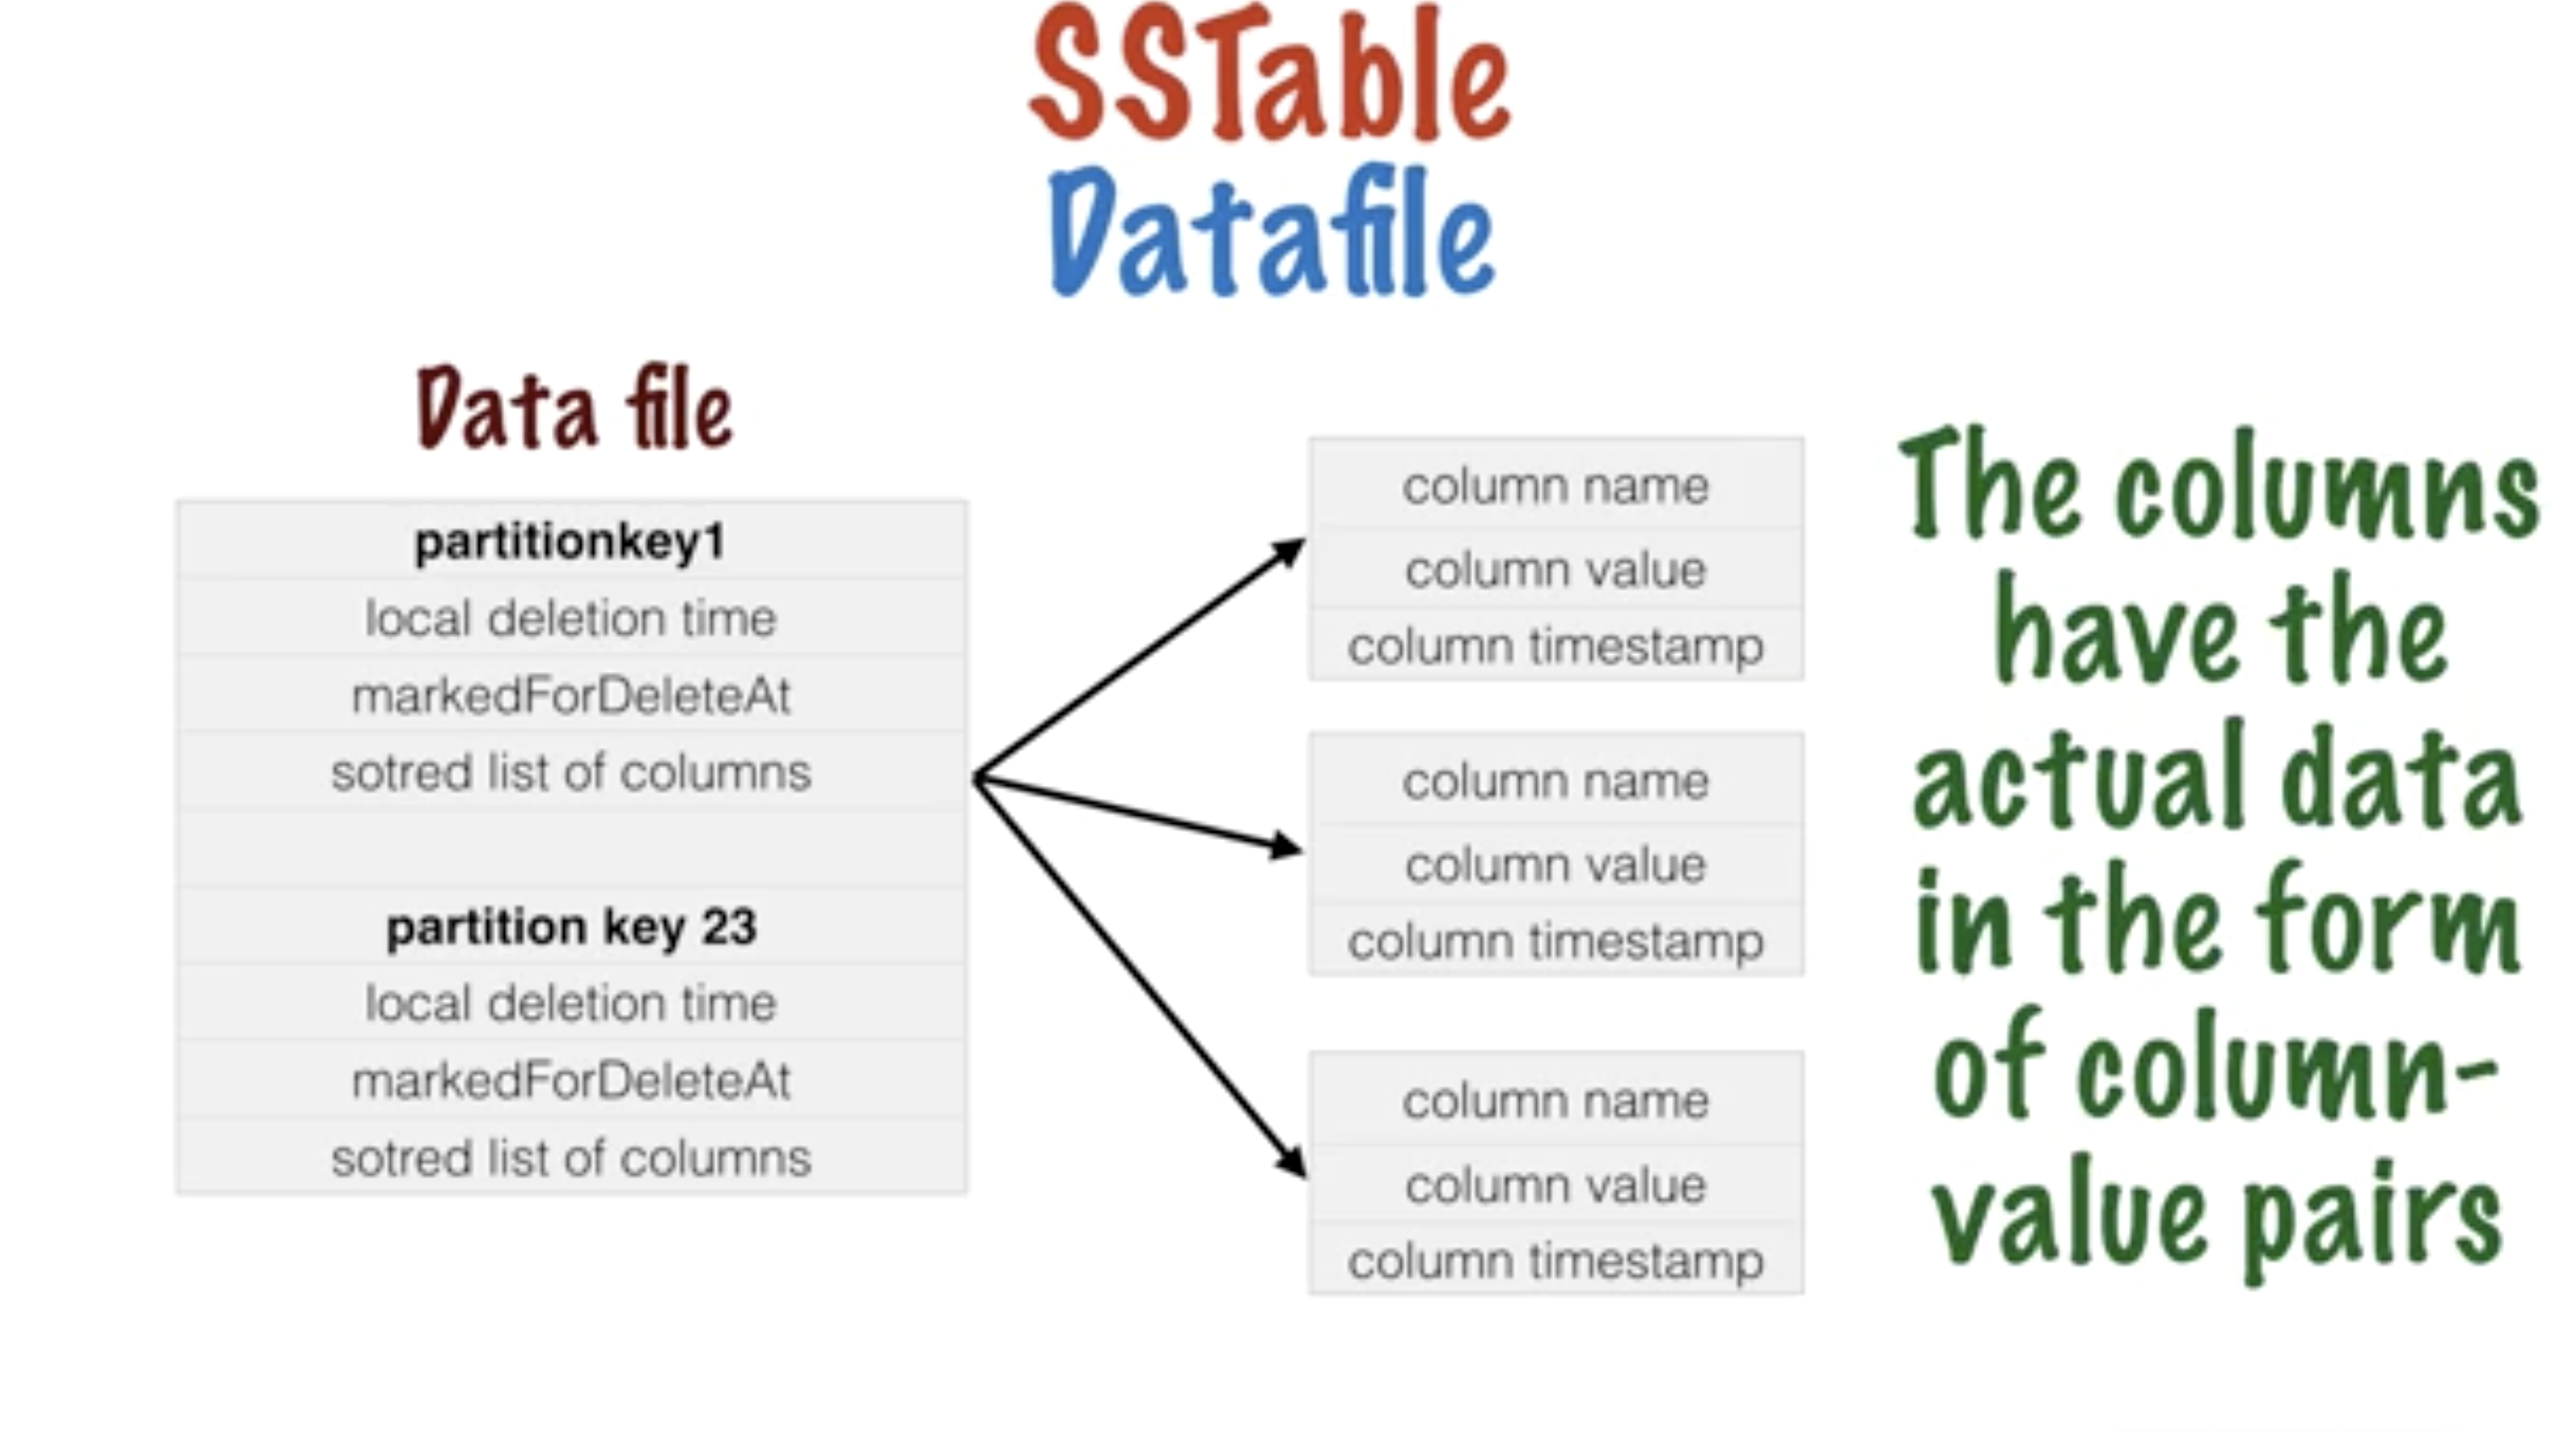 SSTable
Datafile
Data file
partitionkey1
local deletion time
markedForDeleteAt
sotred list of columns
partition key 23
local deletion time
markedForDeleteAt
sotred list of columns
column name
column value
column timestamp
column name
column value
column timestamp
column name
column value
column timestamp
The columns
have the
actual data
in the form
of column-
value pairs